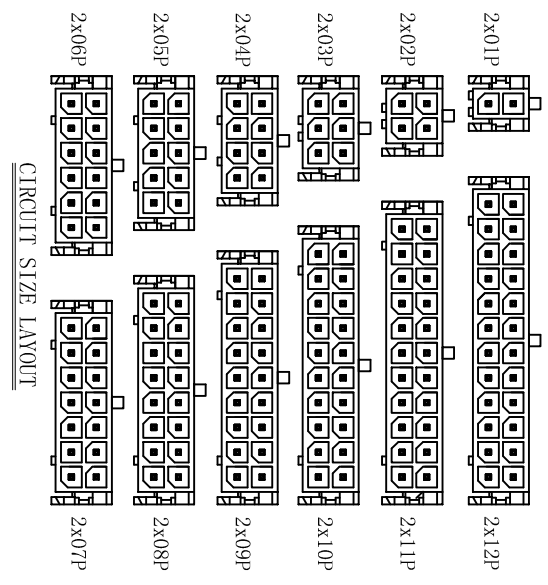 2x01P
2x02P
2x03P
2x04P
2x05P
2x06P
2x12P
2x11P
2x10P
2x09P
2x08P
2x07P
CIRCUIT SIZE LAYOUT